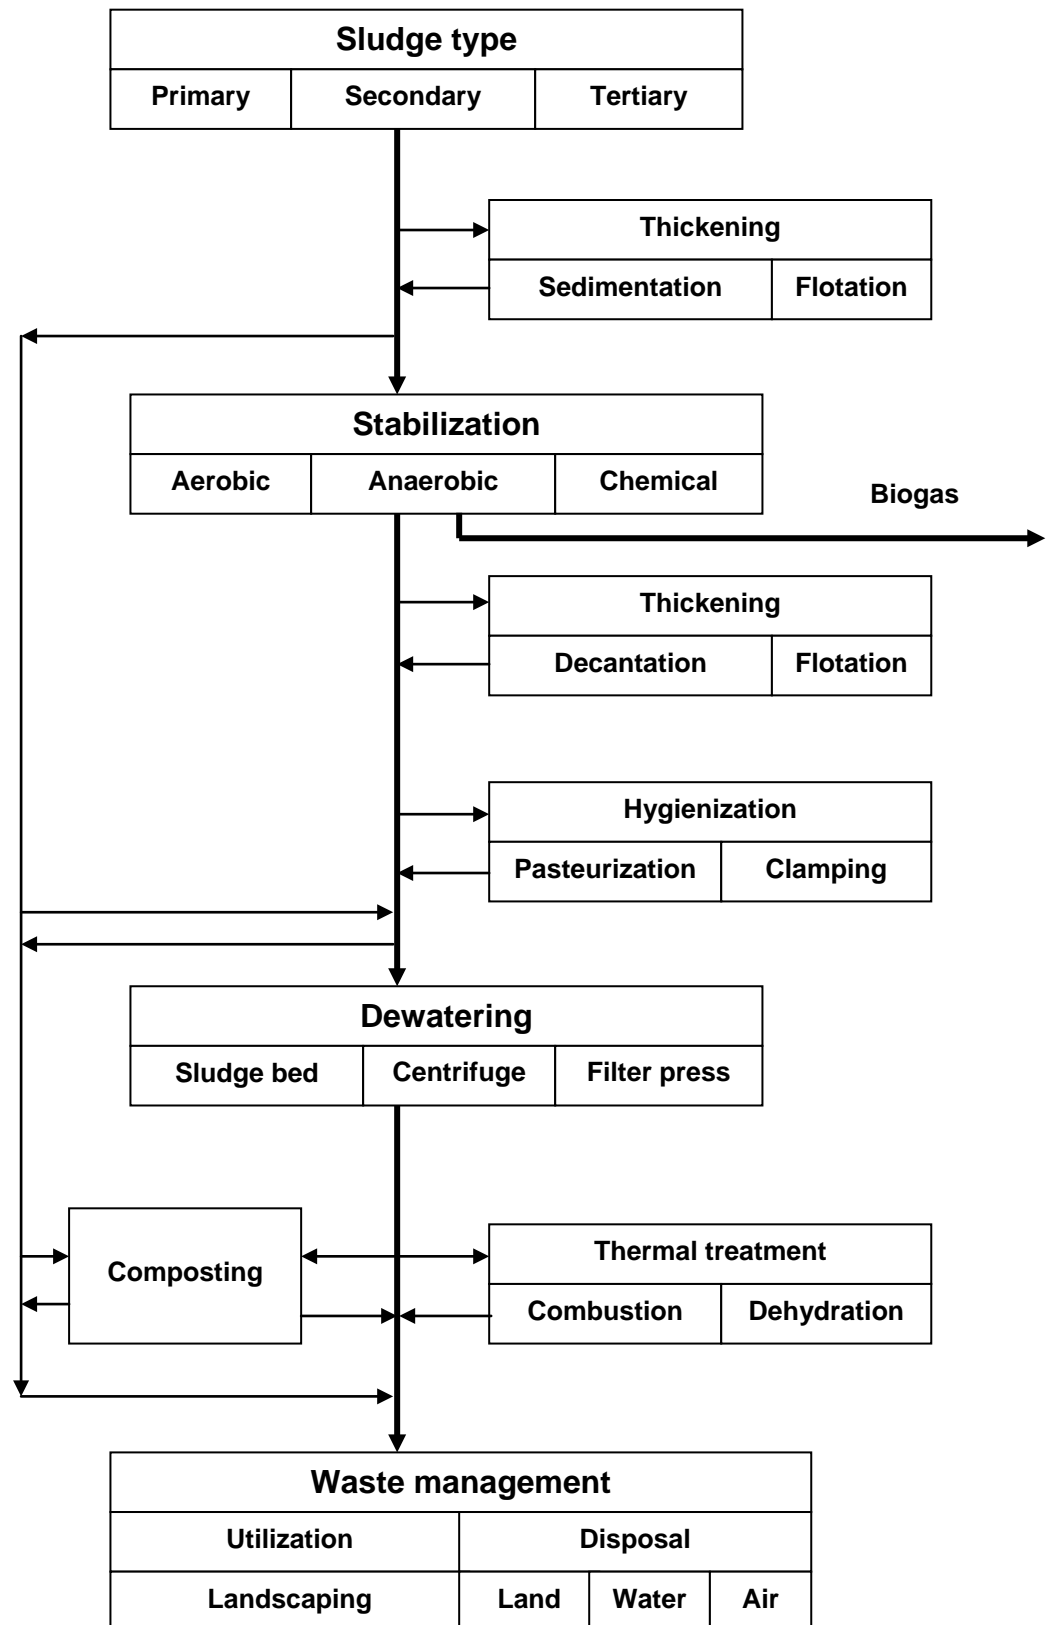 Sludge type
Primary Secondary Tertiary
Thickening
Sedimentation Flotation
Stabilization
Aerobic Anaerobic Chemical
Biogas
Thickening
Decantation Flotation
Hygienization
Pasteurization Clamping
Dewatering
Sludge bed Centrifuge Filter press
Composting
Thermal treatment
Combustion Dehydration
Waste management
Utilization Disposal
Landscaping Land Water Air